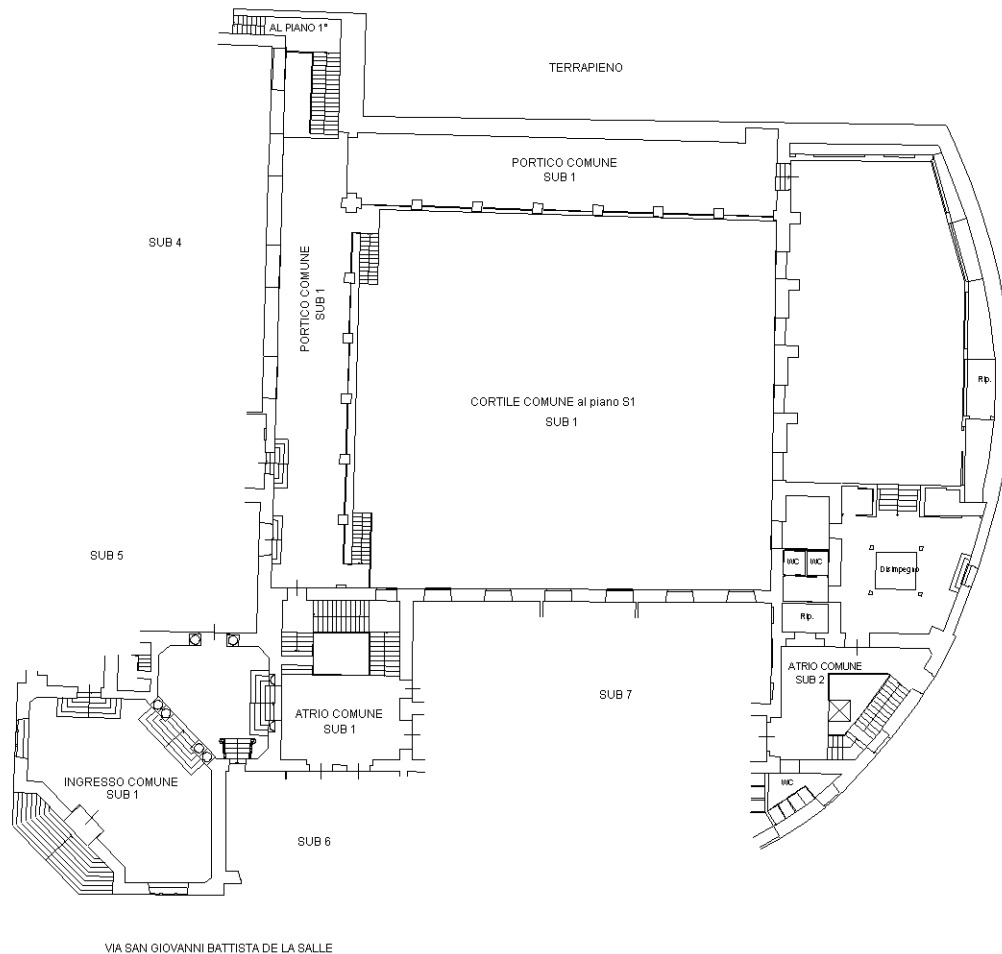 AL PIANO 1°
TERRAPIENO
PORTICO COMUNE
SUB 1
SUB 4
PORTICO COMUNE
SUB 1
Rip.
CORTILE COMUNE al piano S1
SUB 1
SUB 5
WC
WC
Disimpegno
Rip.
ATRIO COMUNE
SUB 2
SUB 7
ATRIO COMUNE
SUB 1
INGRESSO COMUNE
SUB 1
WC
SUB 6
VIA SAN GIOVANNI BATTISTA DE LA SALLE